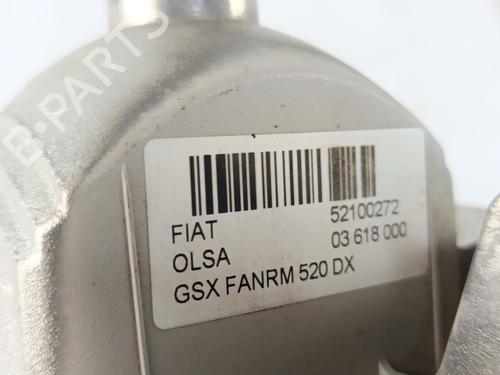 B-PARTS
FIAT 52100272
OLSA 03 618 000
GSX FANRM 520 DX